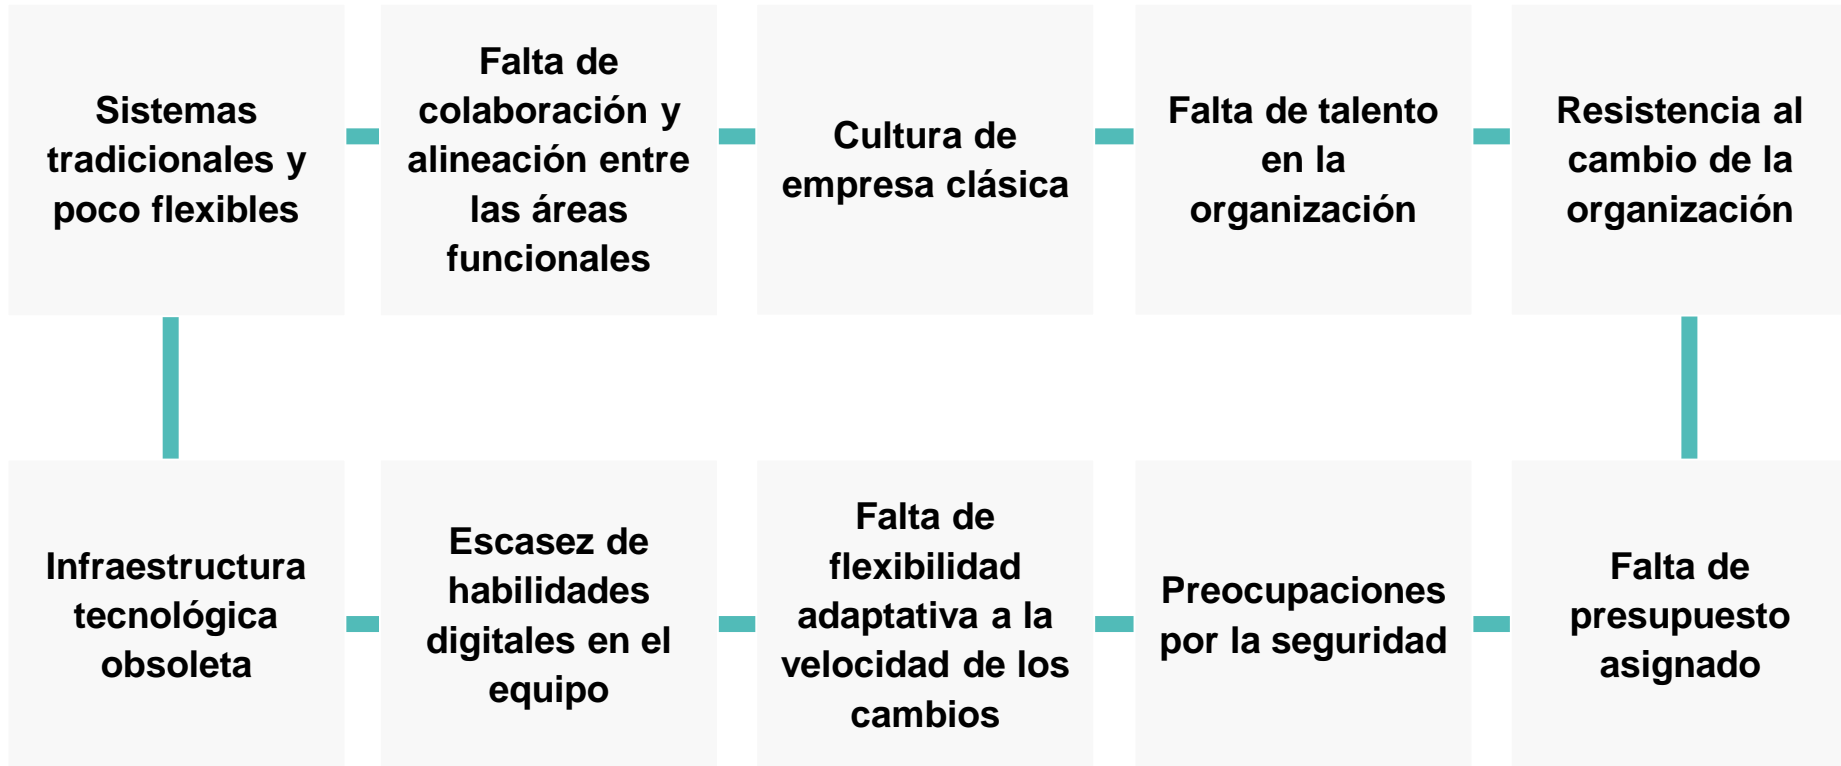 Sistemas
tradicionales y
poco flexibles
Falta de
colaboración y
alineación entre
las áreas
funcionales
Cultura de
empresa clásica
Falta de talento
en la
organización
Resistencia al
cambio de la
organización
Infraestructura
tecnológica
obsoleta
Escasez de
habilidades
digitales en el
equipo
Falta de
flexibilidad
adaptativa a la
velocidad de los
cambios
Preocupaciones
por la seguridad
Falta de
presupuesto
asignado